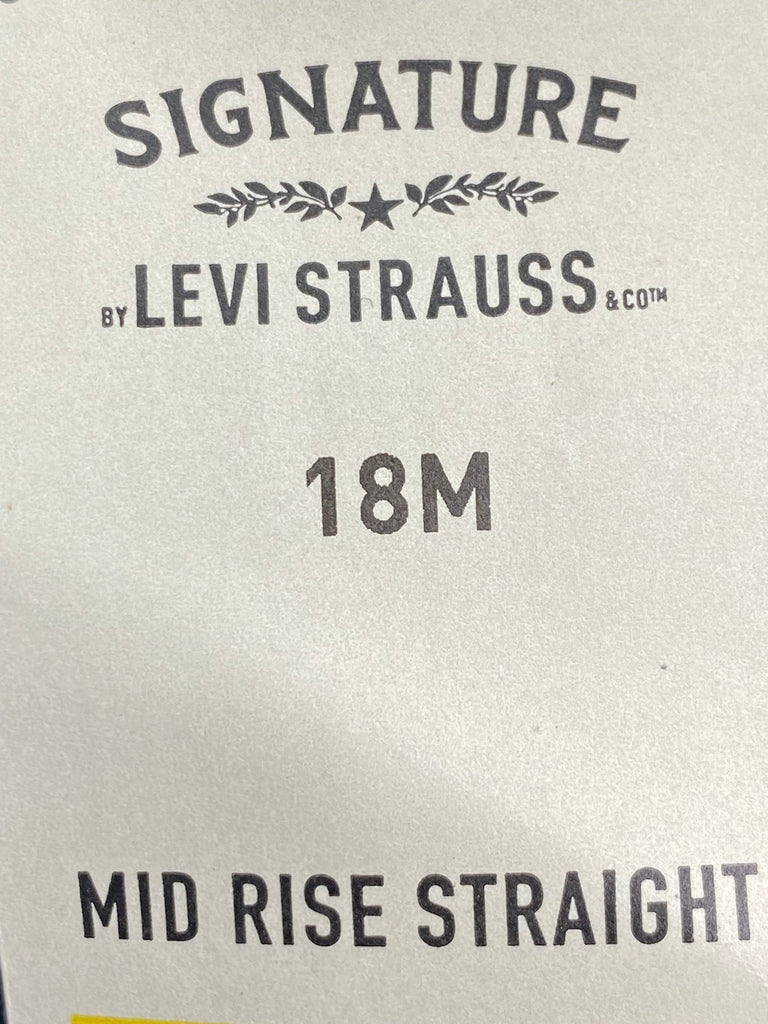 SIGNATURE
BY LEVI STRAUSS & CO™
18M
MID RISE STRAIGHT